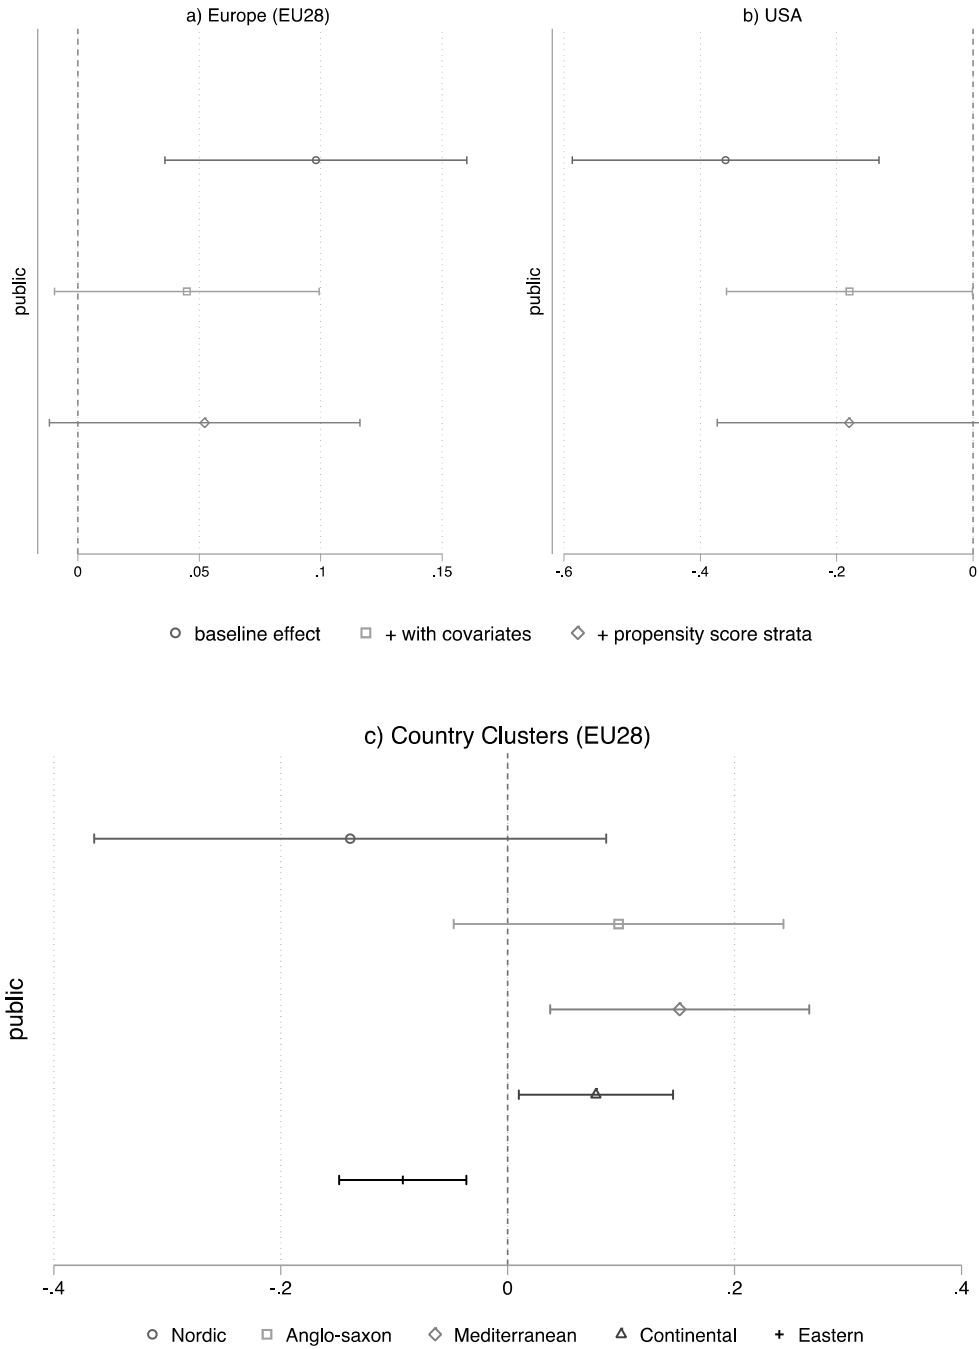 a) Europe (EU28)
b) USA
public
public
0 .05 .1 .15
-.6 -.4 -.2 0
baseline effect + with covariates + propensity score strata
c) Country Clusters (EU28)
public
-.4 -.2 0 .2 .4
Nordic Anglo-saxon Mediterranean Continental Eastern